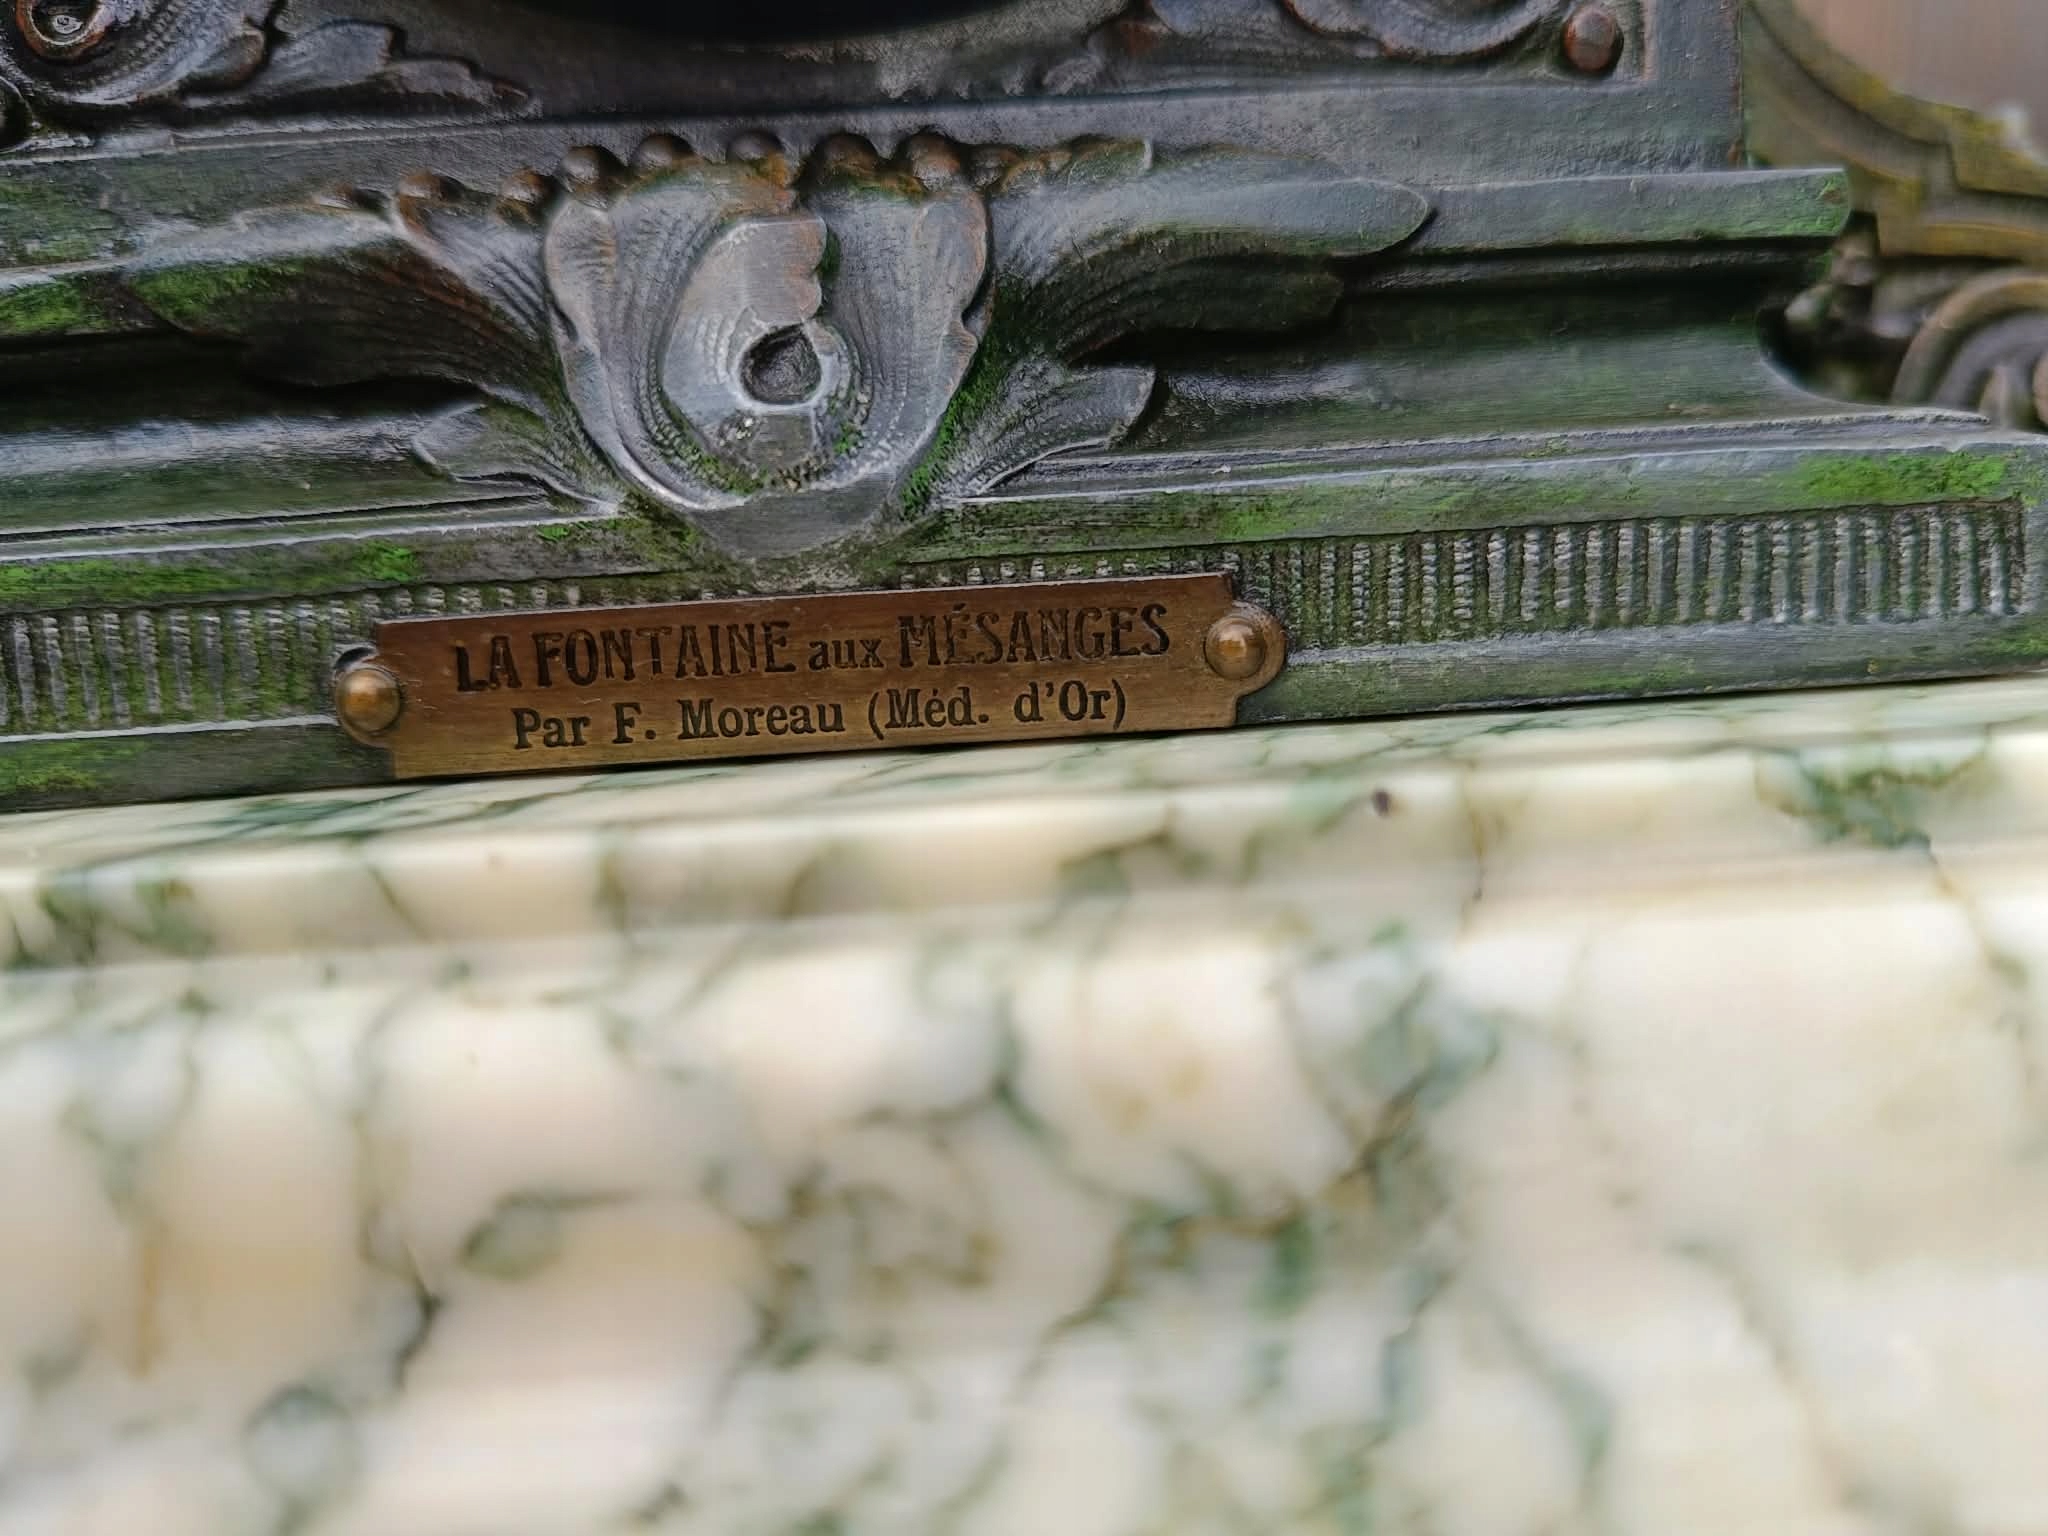 LA FONTAINE aux MÉSANGES
Par F. Moreau (Méd. d'Or)